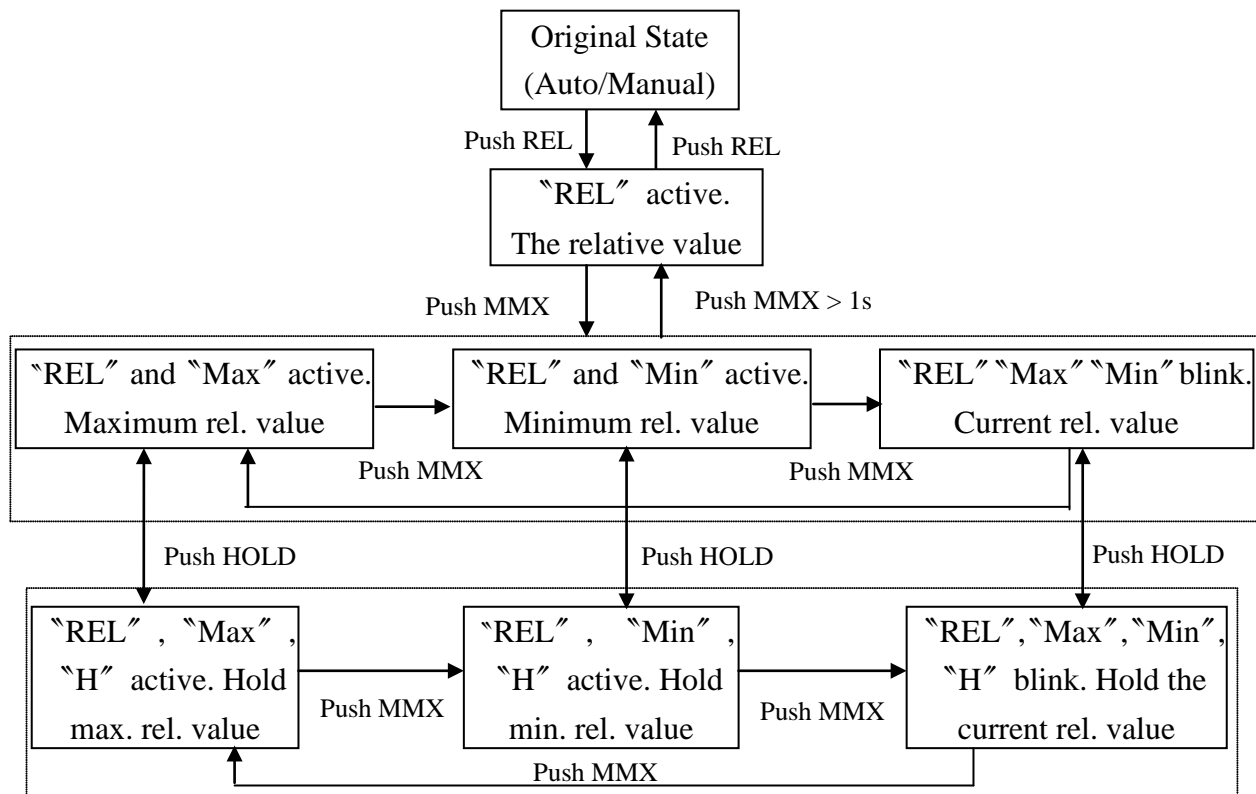 Original State
(Auto/Manual)
Push REL
Push REL
〝REL〞 active.
The relative value
Push MMX
Push MMX > 1s
〝REL〞 and 〝Max〞 active.
Maximum rel. value
〝REL〞 and 〝Min〞 active.
Minimum rel. value
〝REL〞〝Max〞〝Min〞 blink.
Current rel. value
Push MMX
Push MMX
Push HOLD
Push HOLD
Push HOLD
〝REL〞 , 〝Max〞 ,
〝H〞 active. Hold
max. rel. value
〝REL〞 , 〝Min〞 ,
〝H〞 active. Hold
min. rel. value
〝REL〞,〝Max〞,〝Min〞,
〝H〞 blink. Hold the
current rel. value
Push MMX
Push MMX
Push MMX